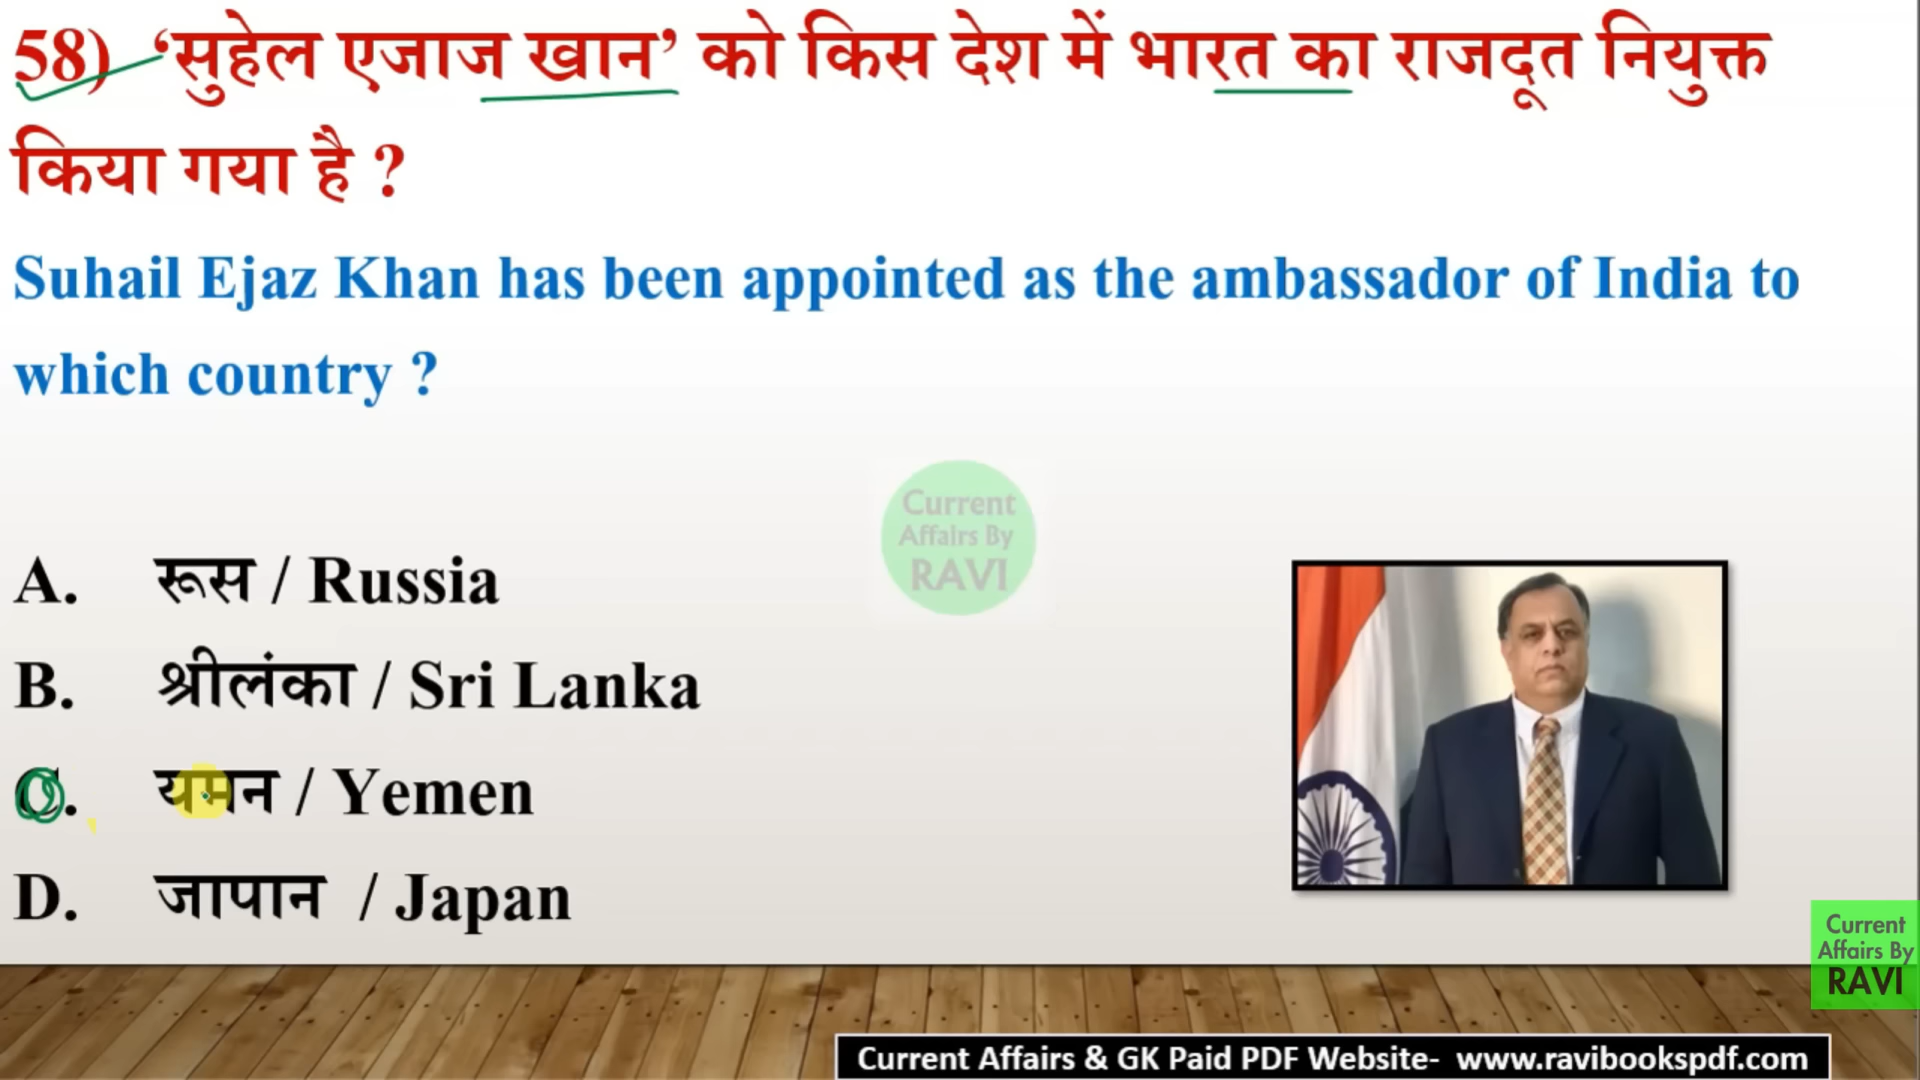 58) ‘सुहेल एजाज खान’ को किस देश में भारत का राजदूत नियुक्त
किया गया है ?
Suhail Ejaz Khan has been appointed as the ambassador of India to
which country ?
Current
Affairs By
RAVI
A. रूस / Russia
B. श्रीलंका / Sri Lanka
C. यमन / Yemen
D. जापान / Japan
Current
Affairs By
RAVI
Current Affairs & GK Paid PDF Website- www.ravibookspdf.com